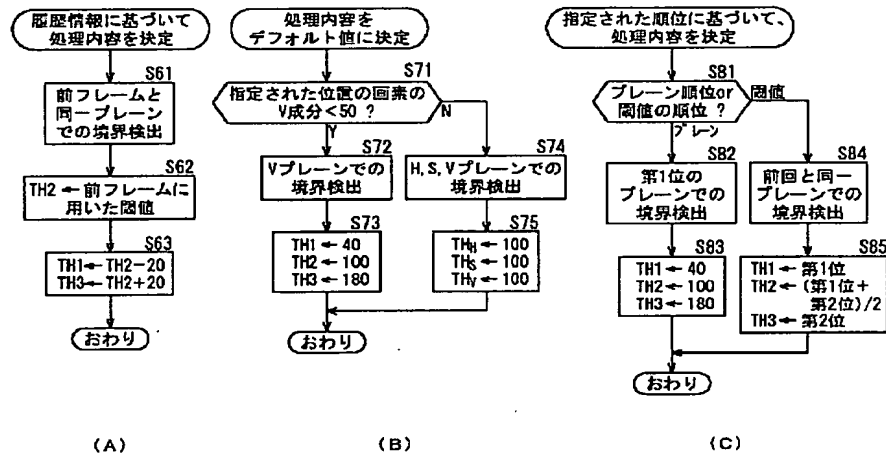 履歴情報に基づいて
処理内容を決定
S61
前フレームと
同一プレーン
での境界検出
S62
TH2←前フレームに
用いた閾値
S63
TH1←TH2−20
TH3←TH2+20
おわり
(A)
処理内容を
デフォルト値に決定
S71
指定された位置の画素の
V成分<50 ?
Y
N
S72
Vプレーンでの
境界検出
S73
TH1←40
TH2←100
TH3←180
S74
H,S,Vプレーンでの
境界検出
S75
THH←100
THS←100
THV←100
おわり
(B)
指定された順位に基づいて、
処理内容を決定
S81
プレーン順位or
閾値の順位 ?
閾値
プレーン
S82
第1位の
プレーンでの
境界検出
S83
TH1←40
TH2←100
TH3←180
S84
前回と同一
プレーンでの
境界検出
S85
TH1←第1位
TH2←(第1位+
第2位)/2
TH3←第2位
おわり
(C)